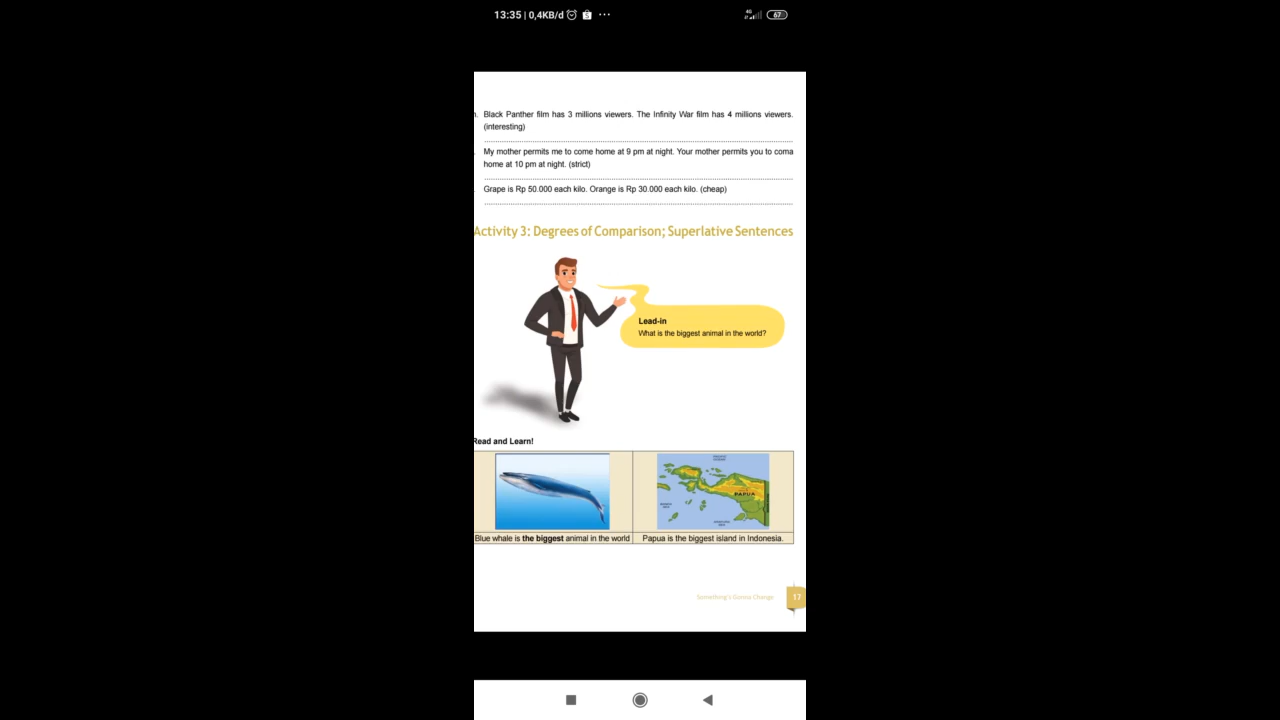 13:35 | 0,4KB/d
4G
67
Black Panther film has 3 millions viewers. The Infinity War film has 4 millions viewers.
(interesting)
My mother permits me to come home at 9 pm at night. Your mother permits you to coma
home at 10 pm at night. (strict)
Grape is Rp 50.000 each kilo. Orange is Rp 30.000 each kilo. (cheap)
Activity 3: Degrees of Comparison; Superlative Sentences
Lead-in
What is the biggest animal in the world?
Read and Learn!
PAPUA
Blue whale is the biggest animal in the world
Papua is the biggest island in Indonesia.
Something's Gonna Change
17